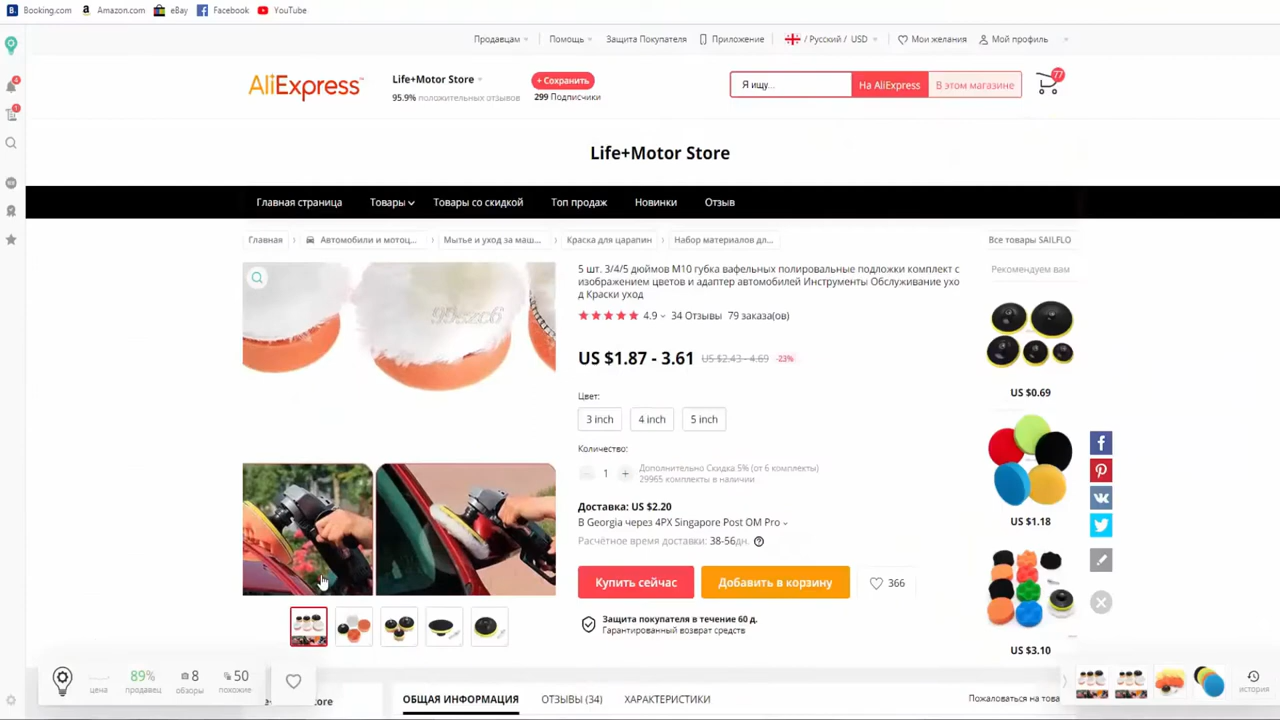 Booking.com Amazon.com eBay Facebook YouTube
Продавцам Помощь Защита Покупателя Приложение / Русский / USD Мои желания Мой профиль
AliExpress
Life+Motor Store
95.9% положительных отзывов
+ Сохранить
299 Подписчики
Я ищу...
На AliExpress
В этом магазине
77
4
1
Life+Motor Store
Главная страница Товары Товары со скидкой Топ продаж Новинки Отзыв
Главная Автомобили и мотоц... Мытье и уход за маш... Краска для царапин Набор материалов дл... Все товары SAILFLO
5 шт. 3/4/5 дюймов M10 губка вафельных полировальные подложки комплект с
изображением цветов и адаптер автомобилей Инструменты Обслуживание ухо
д Краски уход
4.9 34 Отзывы 79 заказа(ов)
US $1.87 - 3.61 US $2.43 - 4.69 -23%
Цвет:
3 inch 4 inch 5 inch
Количество:
1
Дополнительно Скидка 5% (от 6 комплекты)
29965 комплекты в наличии
Доставка: US $2.20
В Georgia через 4PX Singapore Post OM Pro
Расчётное время доставки: 38-56дн.
Купить сейчас Добавить в корзину 366
Защита покупателя в течение 60 д.
Гарантированный возврат средств
Рекомендуем вам
US $0.69
US $1.18
US $3.10
цена
89%
продавец
8
обзоры
50
похожие
ОБЩАЯ ИНФОРМАЦИЯ ОТЗЫВЫ (34) ХАРАКТЕРИСТИКИ Пожаловаться на това
история